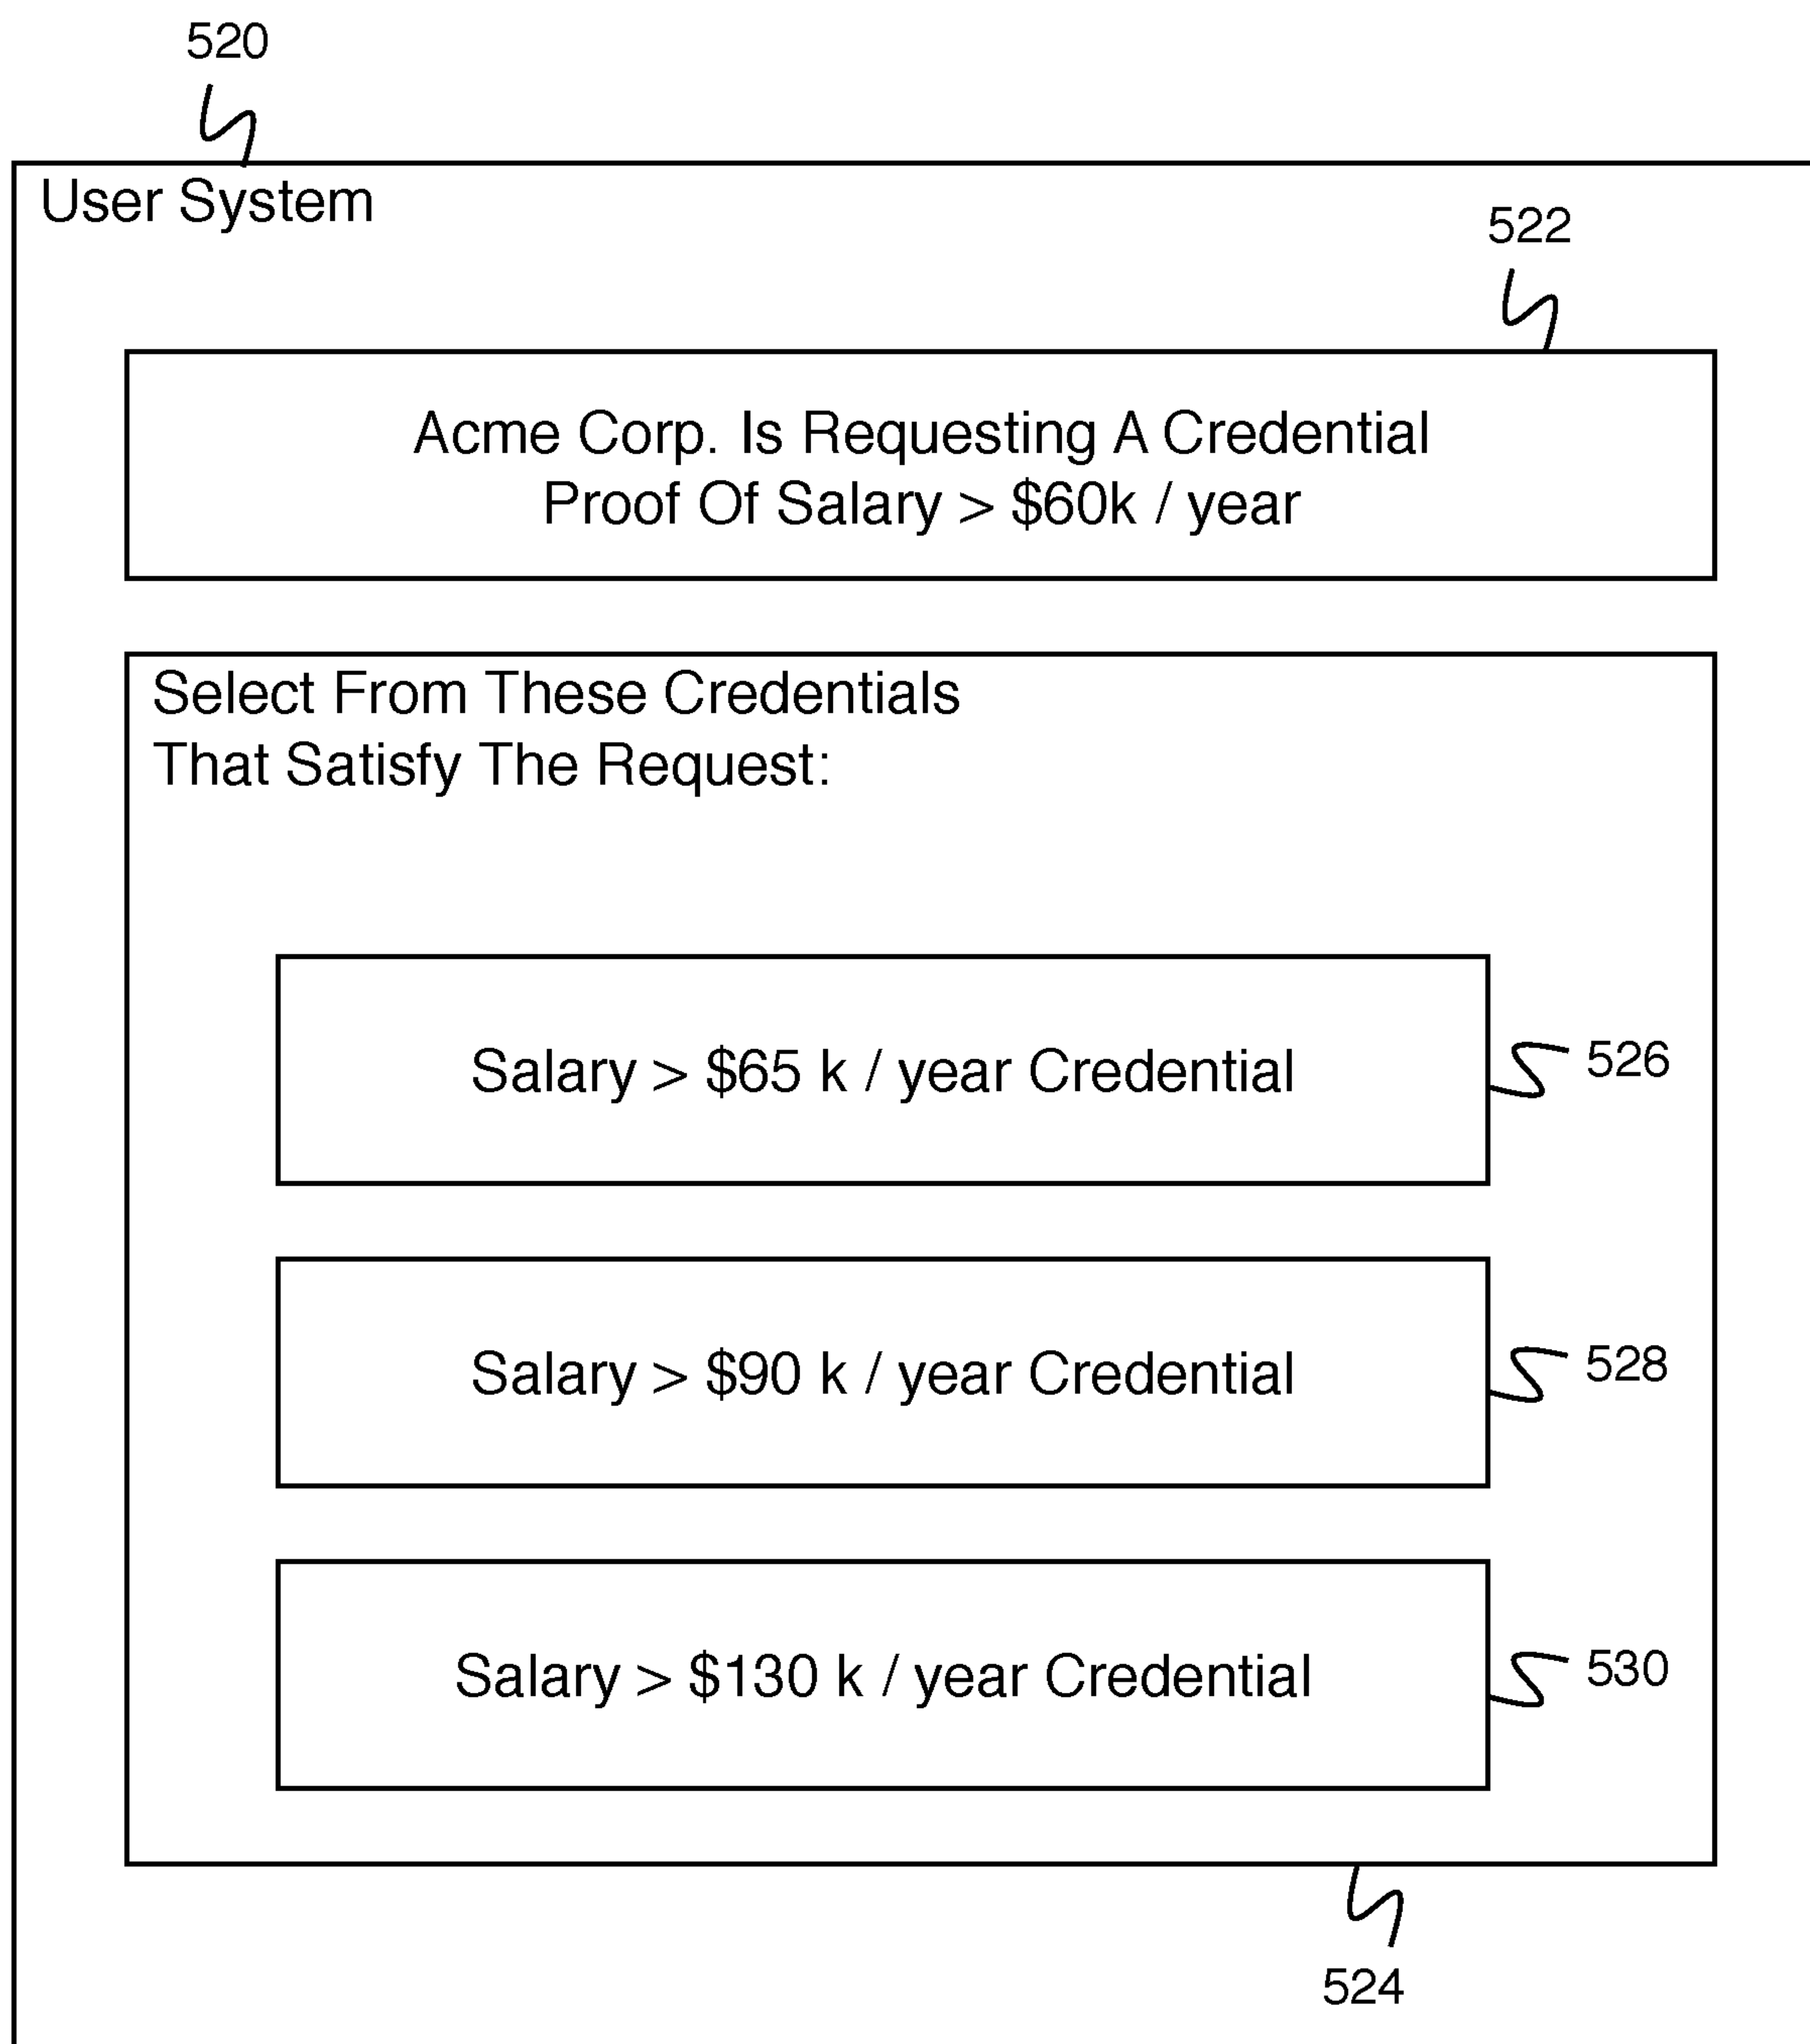 520
User System
522
Acme Corp. Is Requesting A Credential
Proof Of Salary > $60k / year
Select From These Credentials
That Satisfy The Request:
Salary > $65 k / year Credential
526
Salary > $90 k / year Credential
528
Salary > $130 k / year Credential
530
524